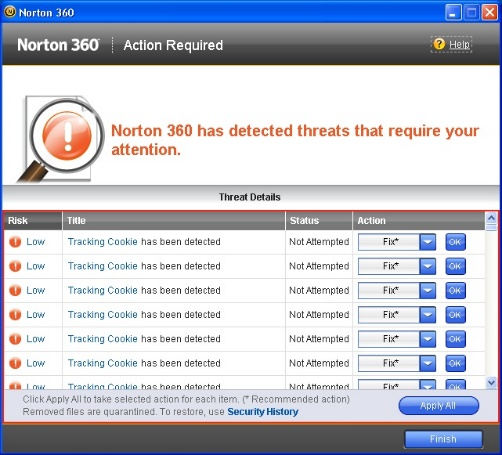 Norton 360
Norton 360 Action Required
Help
Norton 360 has detected threats that require your
attention.
Threat Details
Risk Title Status Action
Low Tracking Cookie has been detected Not Attempted Fix* OK
Low Tracking Cookie has been detected Not Attempted Fix* OK
Low Tracking Cookie has been detected Not Attempted Fix* OK
Low Tracking Cookie has been detected Not Attempted Fix* OK
Low Tracking Cookie has been detected Not Attempted Fix* OK
Low Tracking Cookie has been detected Not Attempted Fix* OK
Low Tracking Cookie has been detected Not Attempted Fix* OK
Click Apply All to take selected action for each item. (* Recommended action)
Removed files are quarantined. To restore, use Security History
Apply All
Finish